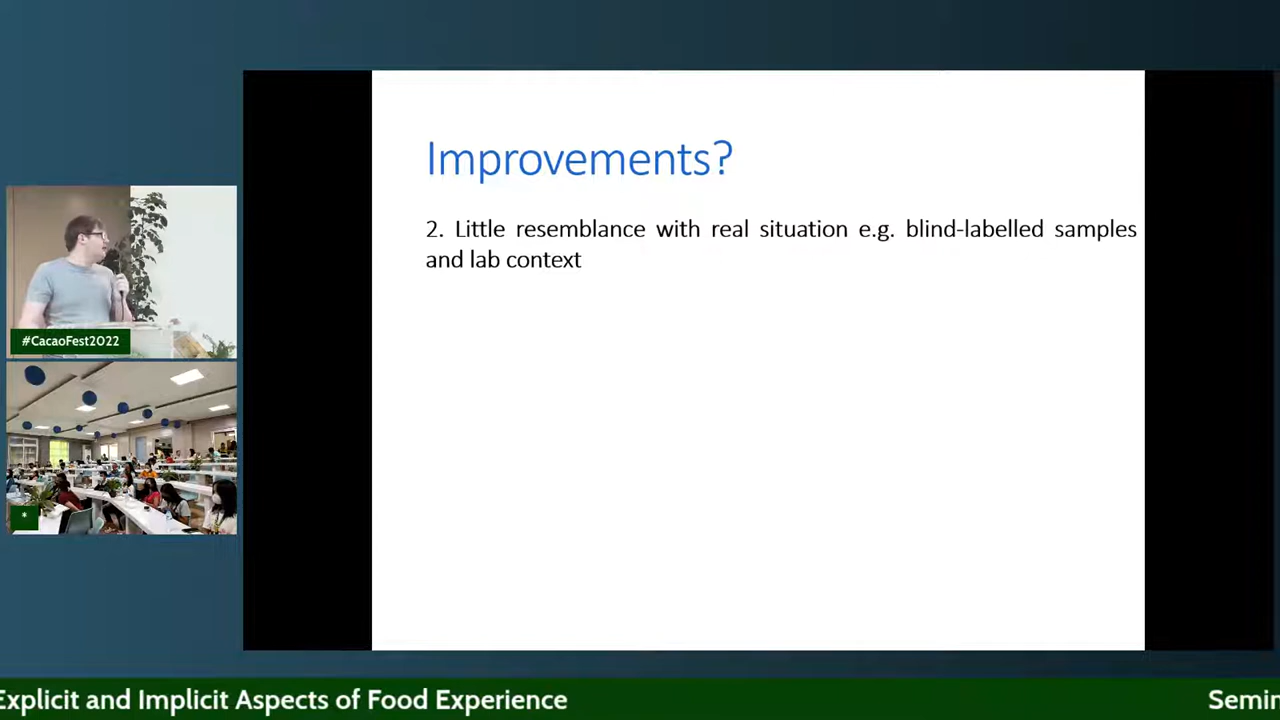 Improvements?
2. Little resemblance with real situation e.g. blind-labelled samples
and lab context
#CacaoFest2022
*
Explicit and Implicit Aspects of Food Experience
Semin